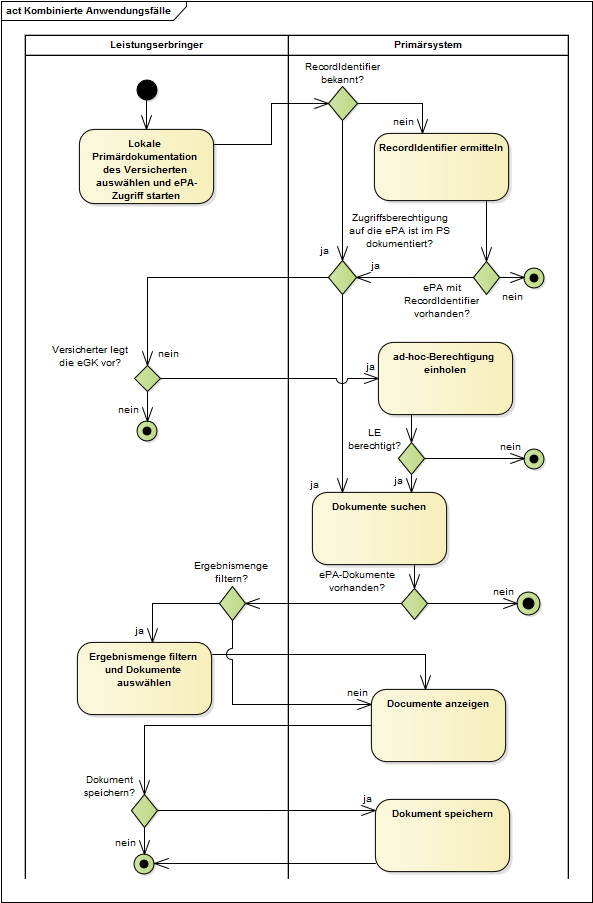 act Kombinierte Anwendungsfälle
Leistungserbringer
Primärsystem
RecordIdentifier
bekannt?
nein
Lokale
Primärdokumentation
des Versicherten
auswählen und ePA-
Zugriff starten
RecordIdentifier ermitteln
Zugriffsberechtigung
auf die ePA ist im PS
dokumentiert?
ja
ja
ePA mit
RecordIdentifier
vorhanden?
nein
Versicherter legt
die eGK vor?
nein
ja
nein
ad-hoc-Berechtigung
einholen
LE
berechtigt?
nein
ja
ja
Dokumente suchen
Ergebnismenge
filtern?
ePA-Dokumente
vorhanden?
nein
ja
Ergebnismenge filtern
und Dokumente
auswählen
nein
Documente anzeigen
Dokument
speichern?
ja
nein
Dokument speichern